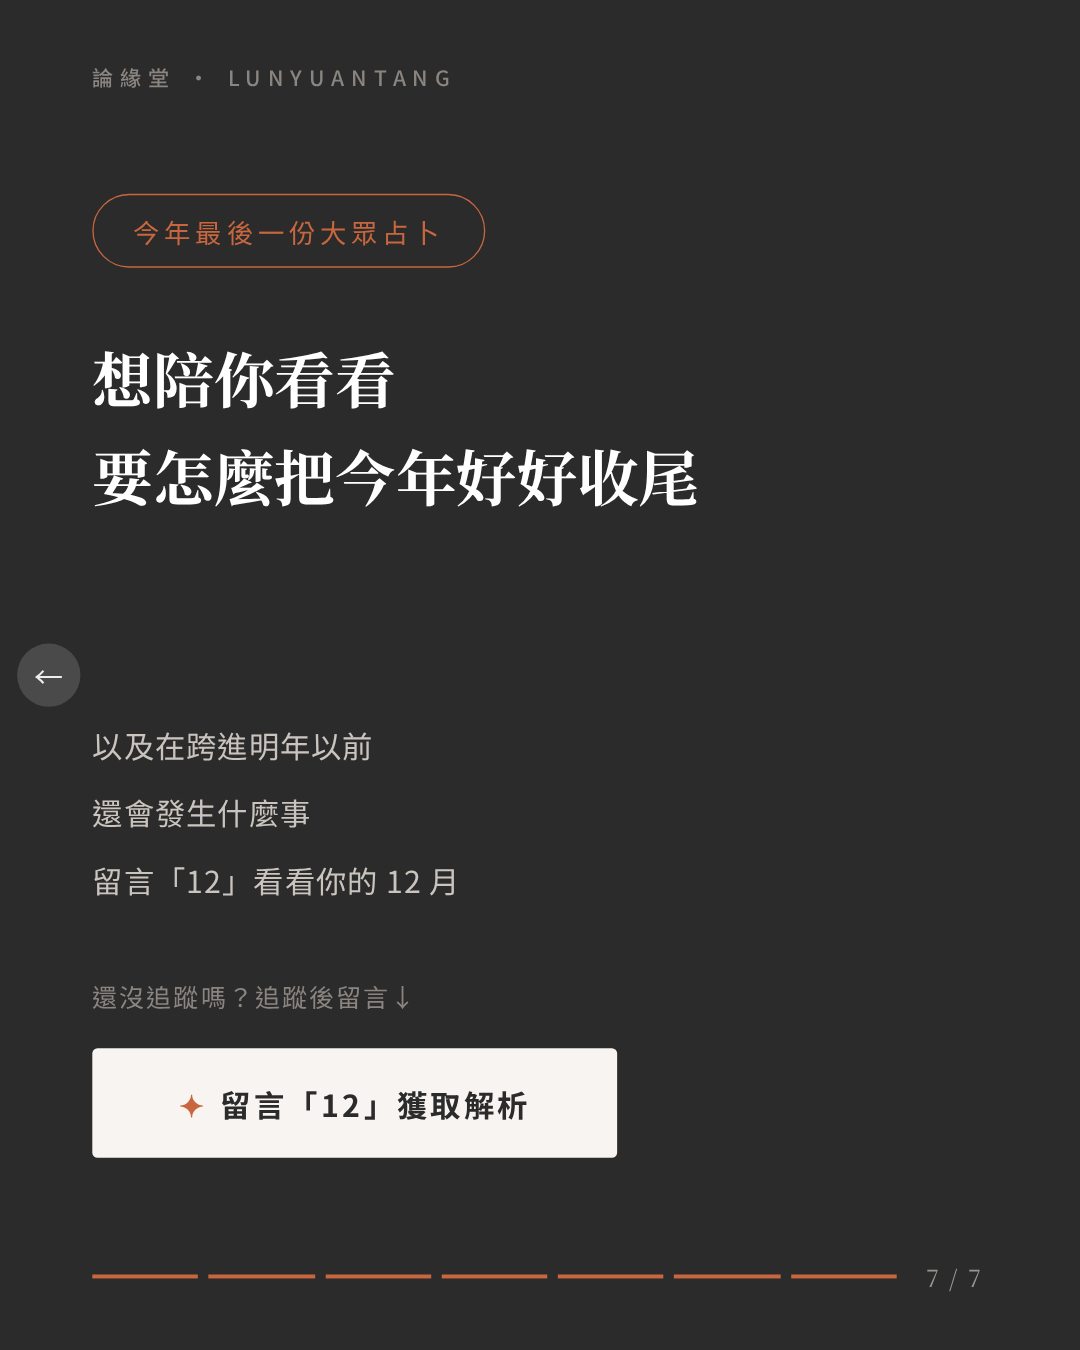 論緣堂 · LUNYUANTANG
今年最後一份大眾占卜
想陪你看看
要怎麼把今年好好收尾
←
以及在跨進明年以前
還會發生什麼事
留言「12」看看你的 12 月
還沒追蹤嗎？追蹤後留言↓
✦ 留言「12」獲取解析
7 / 7